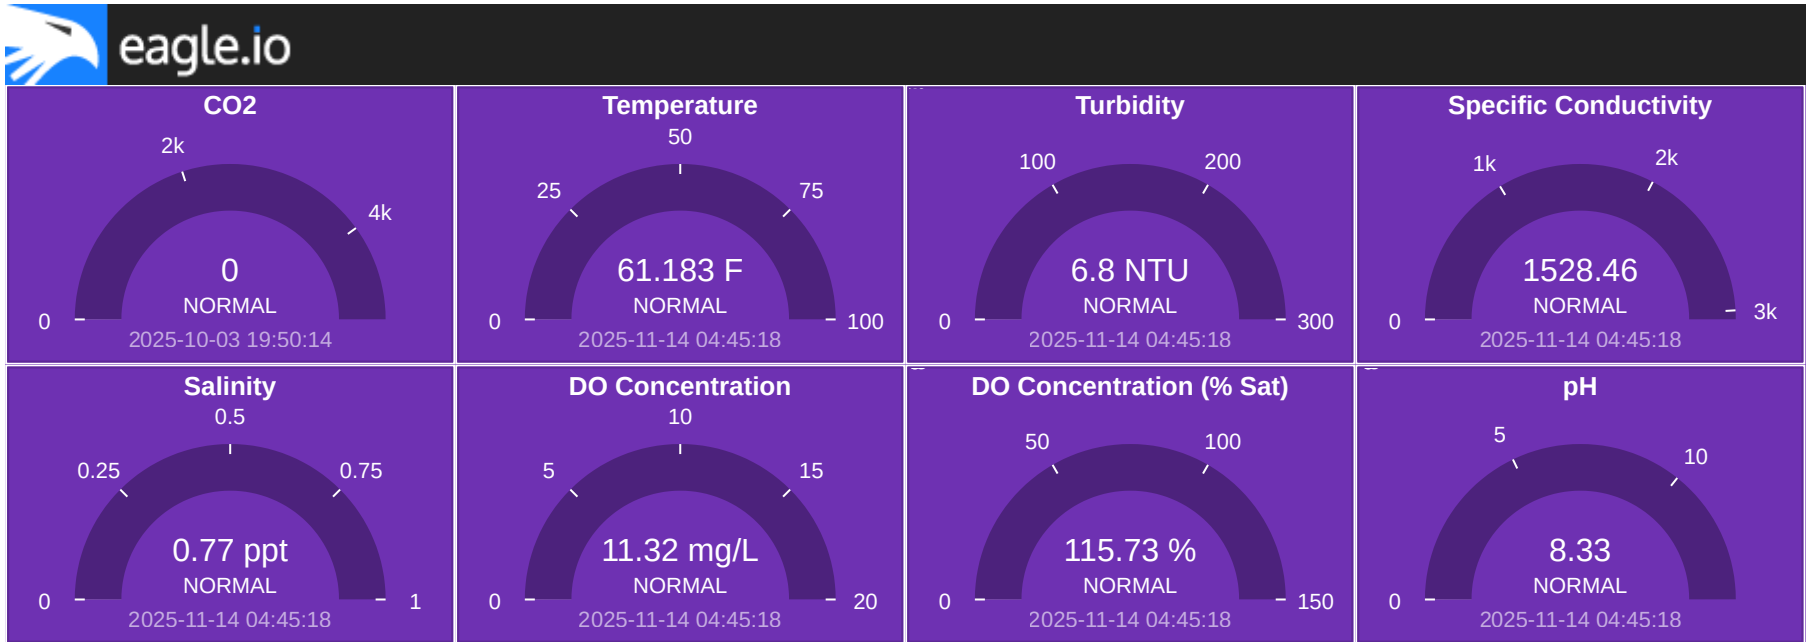 eagle.io
CO2
2k
4k
0
NORMAL
0
2025-10-03 19:50:14
Temperature
50
25
75
61.183 F
NORMAL
0
100
2025-11-14 04:45:18
Turbidity
100
200
6.8 NTU
NORMAL
0
300
2025-11-14 04:45:18
Specific Conductivity
1k
2k
1528.46
NORMAL
0
3k
2025-11-14 04:45:18
Salinity
0.5
0.25
0.75
0.77 ppt
NORMAL
0
1
2025-11-14 04:45:18
DO Concentration
10
5
15
11.32 mg/L
NORMAL
0
20
2025-11-14 04:45:18
DO Concentration (% Sat)
50
100
115.73 %
NORMAL
0
150
2025-11-14 04:45:18
pH
5
10
8.33
NORMAL
0
2025-11-14 04:45:18